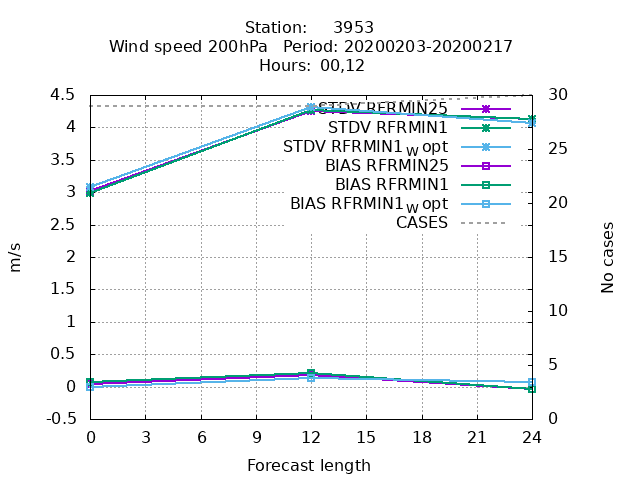 Station: 3953
Wind speed 200hPa Period: 20200203-20200217
Hours: 00,12
4.5
4
3.5
3
2.5
2
1.5
1
0.5
0
-0.5
30
25
20
15
10
5
0
STDV RFRMIN25
STDV RFRMIN1
STDV RFRMIN1w opt
BIAS RFRMIN25
BIAS RFRMIN1
BIAS RFRMIN1w opt
CASES
m/s
No cases
0 3 6 9 12 15 18 21 24
Forecast length